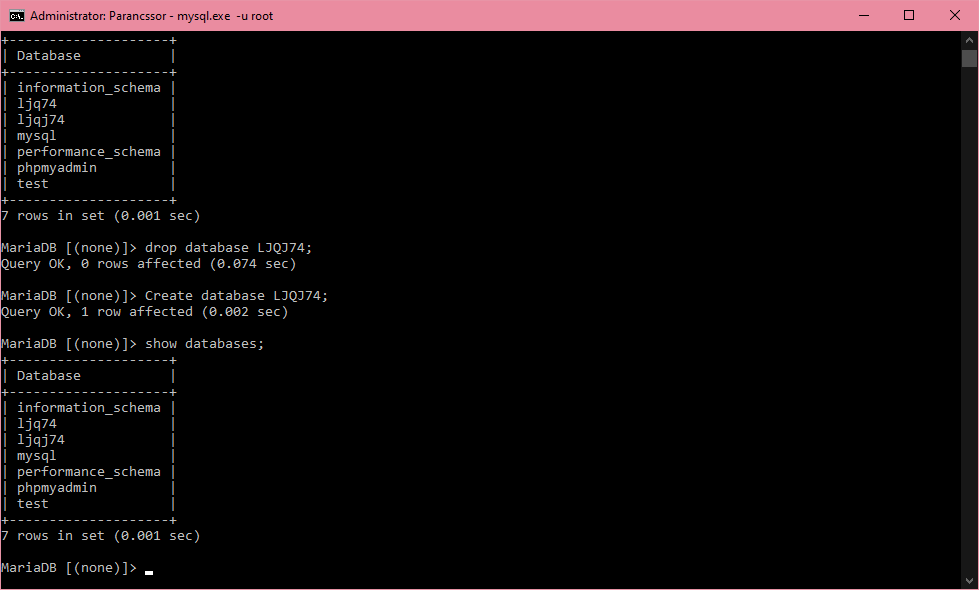 Administrator: Parancssor - mysql.exe -u root
+--------------------+
| Database           |
+--------------------+
| information_schema |
| ljq74              |
| ljqj74             |
| mysql              |
| performance_schema |
| phpmyadmin         |
| test               |
+--------------------+
7 rows in set (0.001 sec)
MariaDB [(none)]> drop database LJQJ74;
Query OK, 0 rows affected (0.074 sec)
MariaDB [(none)]> Create database LJQJ74;
Query OK, 1 row affected (0.002 sec)
MariaDB [(none)]> show databases;
+--------------------+
| Database           |
+--------------------+
| information_schema |
| ljq74              |
| ljqj74             |
| mysql              |
| performance_schema |
| phpmyadmin         |
| test               |
+--------------------+
7 rows in set (0.001 sec)
MariaDB [(none)]>